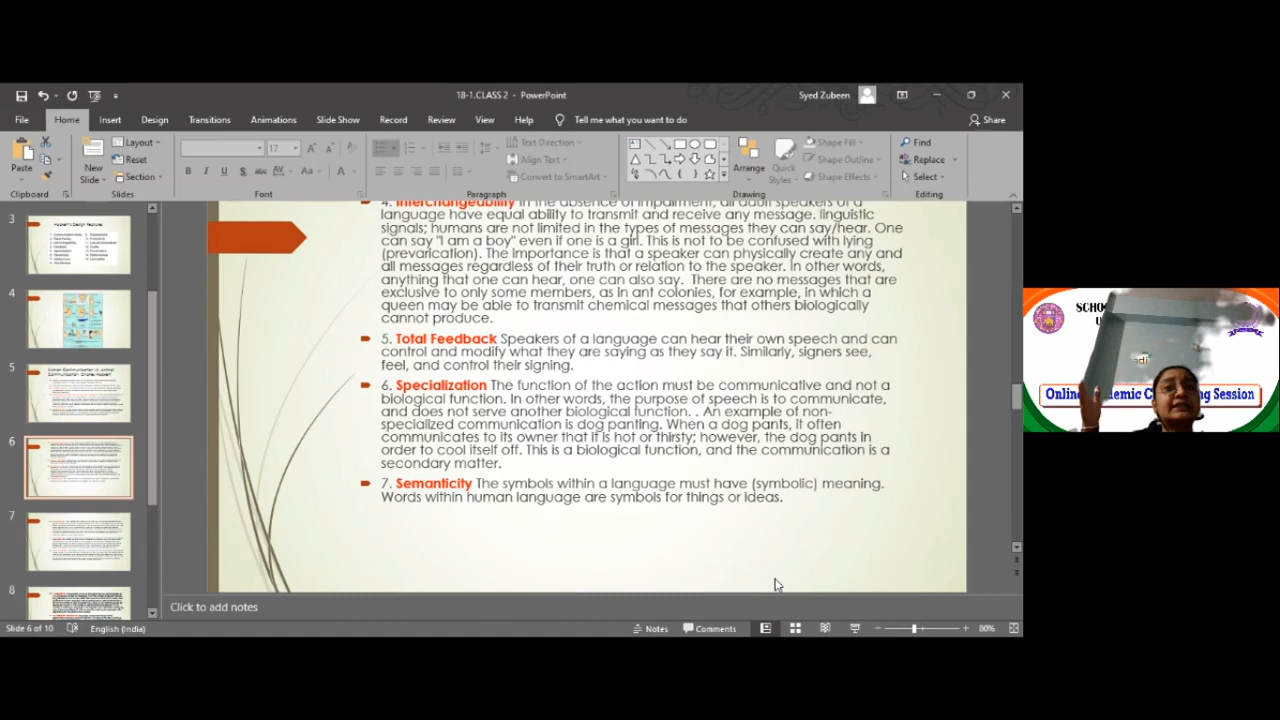 18-1.CLASS 2 - PowerPoint
Syed Zubeen
File Home Insert Design Transitions Animations Slide Show Record Review View Help Tell me what you want to do Share
Paste
New Slide
Layout
Reset
Section
17
Text Direction
Align Text
Convert to SmartArt
Arrange
Quick Styles
Shape Fill
Shape Outline
Shape Effects
Find
Replace
Select
Clipboard Slides Font Paragraph Drawing Editing
3
4
5
6
7
8
4. Interchangeability In the absence of impairment, all adult speakers of a
language have equal ability to transmit and receive any message. linguistic
signals; humans are not limited in the types of messages they can say/hear. One
can say "I am a boy" even if one is a girl. This is not to be confused with lying
(prevarication). The importance is that a speaker can physically create any and
all messages regardless of their truth or relation to the speaker. In other words,
anything that one can hear, one can also say. There are no messages that are
exclusive to only some members, as in ant colonies, for example, in which a
queen may be able to transmit chemical messages that others biologically
cannot produce.
5. Total Feedback Speakers of a language can hear their own speech and can
control and modify what they are saying as they say it. Similarly, signers see,
feel, and control their signing.
6. Specialization The function of the action must be communicative and not a
biological function. In other words, the purpose of speech is to communicate,
and does not serve another biological function. . An example of non-
specialized communication is dog panting. When a dog pants, it often
communicates to its owner that it is hot or thirsty; however, the dog pants in
order to cool itself off. This is a biological function, and the communication is a
secondary matter.
7. Semanticity The symbols within a language must have (symbolic) meaning.
Words within human language are symbols for things or ideas.
Click to add notes
Slide 6 of 10 English (India) Notes Comments 80%
SCHO
Session